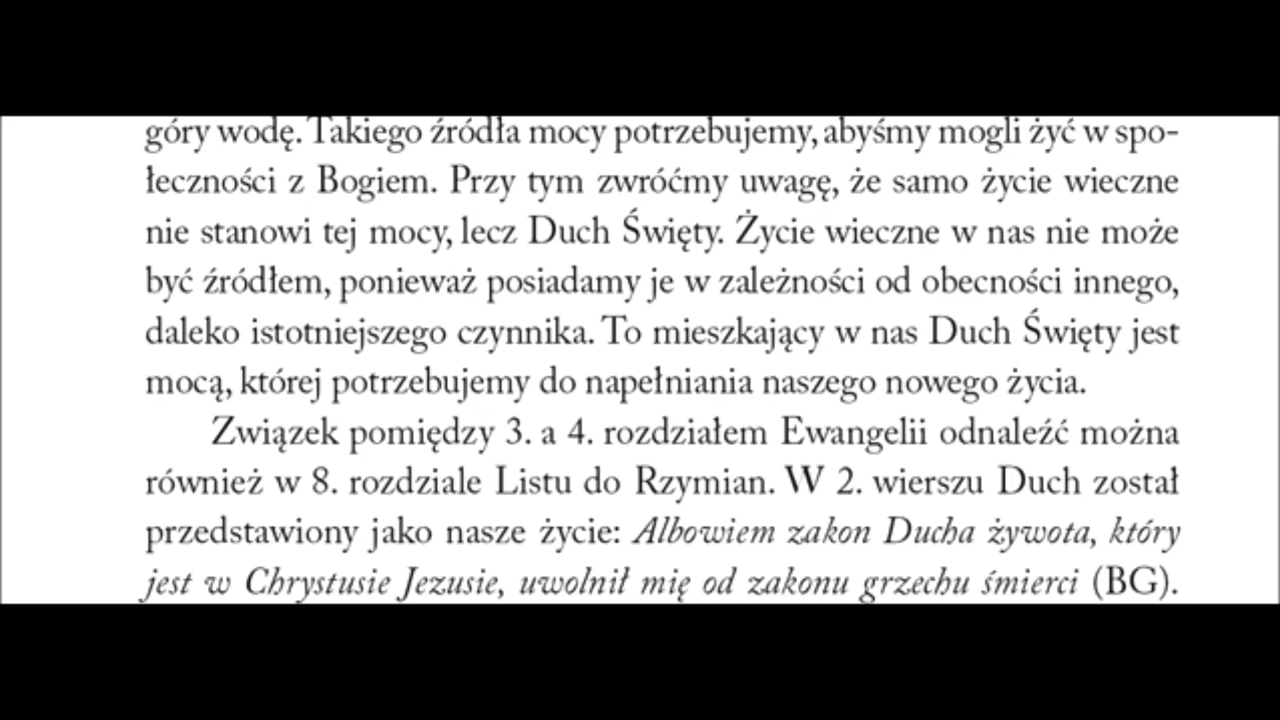 góry wodę. Takiego źródła mocy potrzebujemy, abyśmy mogli żyć w spo-
łeczności z Bogiem. Przy tym zwróćmy uwagę, że samo życie wieczne
nie stanowi tej mocy, lecz Duch Święty. Życie wieczne w nas nie może
być źródłem, ponieważ posiadamy je w zależności od obecności innego,
daleko istotniejszego czynnika. To mieszkający w nas Duch Święty jest
mocą, której potrzebujemy do napełniania naszego nowego życia.
Związek pomiędzy 3. a 4. rozdziałem Ewangelii odnaleźć można
również w 8. rozdziale Listu do Rzymian. W 2. wierszu Duch został
przedstawiony jako nasze życie: Albowiem zakon Ducha żywota, który
jest w Chrystusie Jezusie, uwolnił mię od zakonu grzechu śmierci (BG).